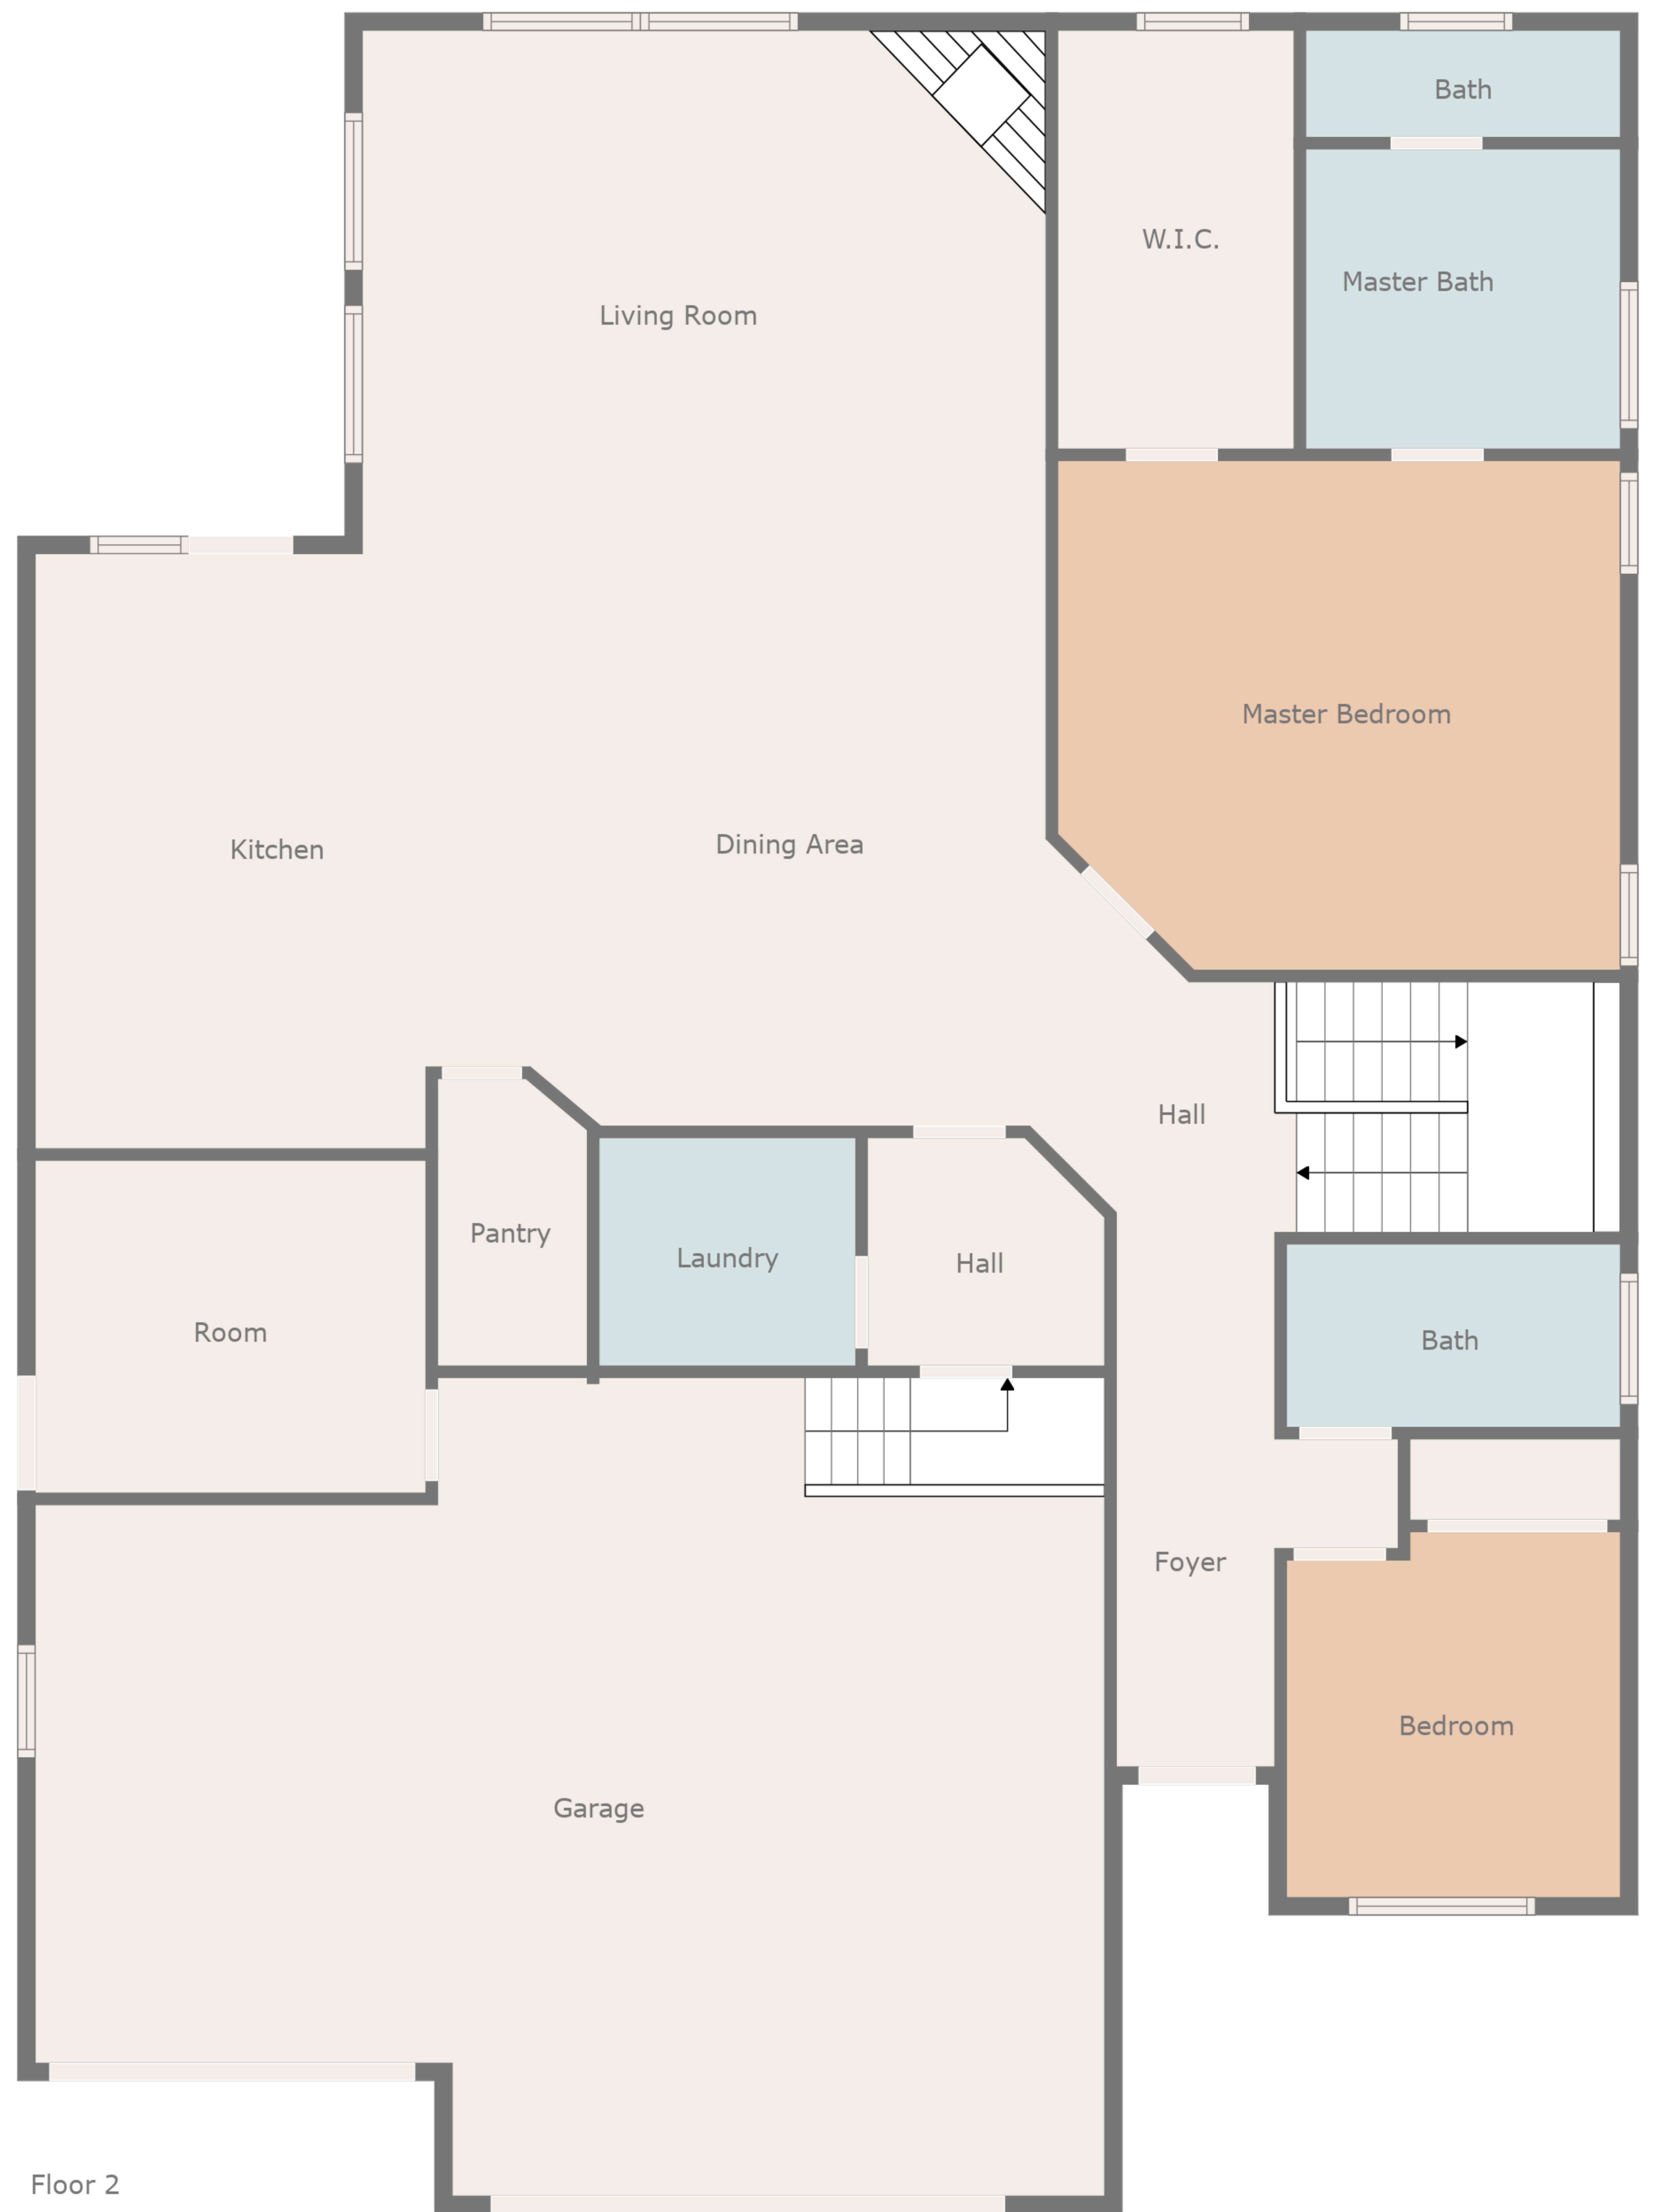 Bath
W.I.C.
Master Bath
Living Room
Master Bedroom
Kitchen
Dining Area
Hall
Pantry
Laundry
Hall
Room
Bath
Foyer
Bedroom
Garage
Floor 2